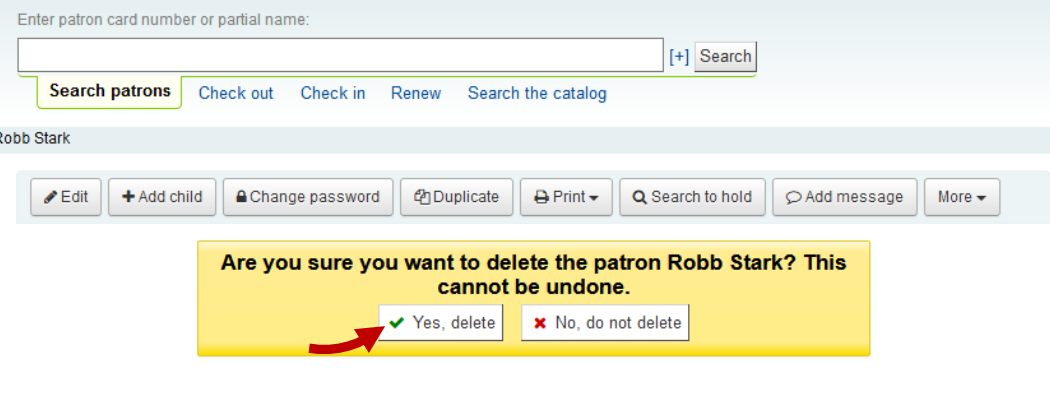 Enter patron card number or partial name:
[+] Search
Search patrons Check out Check in Renew Search the catalog
Robb Stark
Edit Add child Change password Duplicate Print Search to hold Add message More
Are you sure you want to delete the patron Robb Stark? This
cannot be undone.
Yes, delete No, do not delete